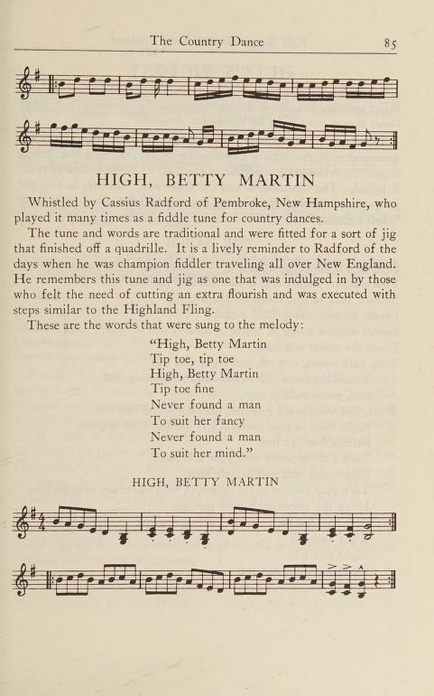 The Country Dance 85
HIGH, BETTY MARTIN
Whistled by Cassius Radford of Pembroke, New Hampshire, who
played it many times as a fiddle tune for country dances.
The tune and words are traditional and were fitted for a sort of jig
that finished off a quadrille. It is a lively reminder to Radford of the
days when he was champion fiddler traveling all over New England.
He remembers this tune and jig as one that was indulged in by those
who felt the need of cutting an extra flourish and was executed with
steps similar to the Highland Fling.
These are the words that were sung to the melody:
“High, Betty Martin
Tip toe, tip toe
High, Betty Martin
Tip toe fine
Never found a man
To suit her fancy
Never found a man
To suit her mind.”
HIGH, BETTY MARTIN
4
4